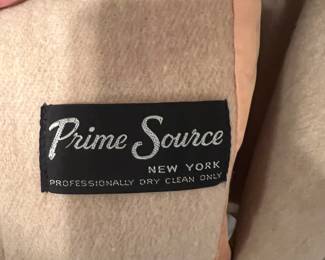 Prime Source
NEW YORK
PROFESSIONALLY DRY CLEAN ONLY